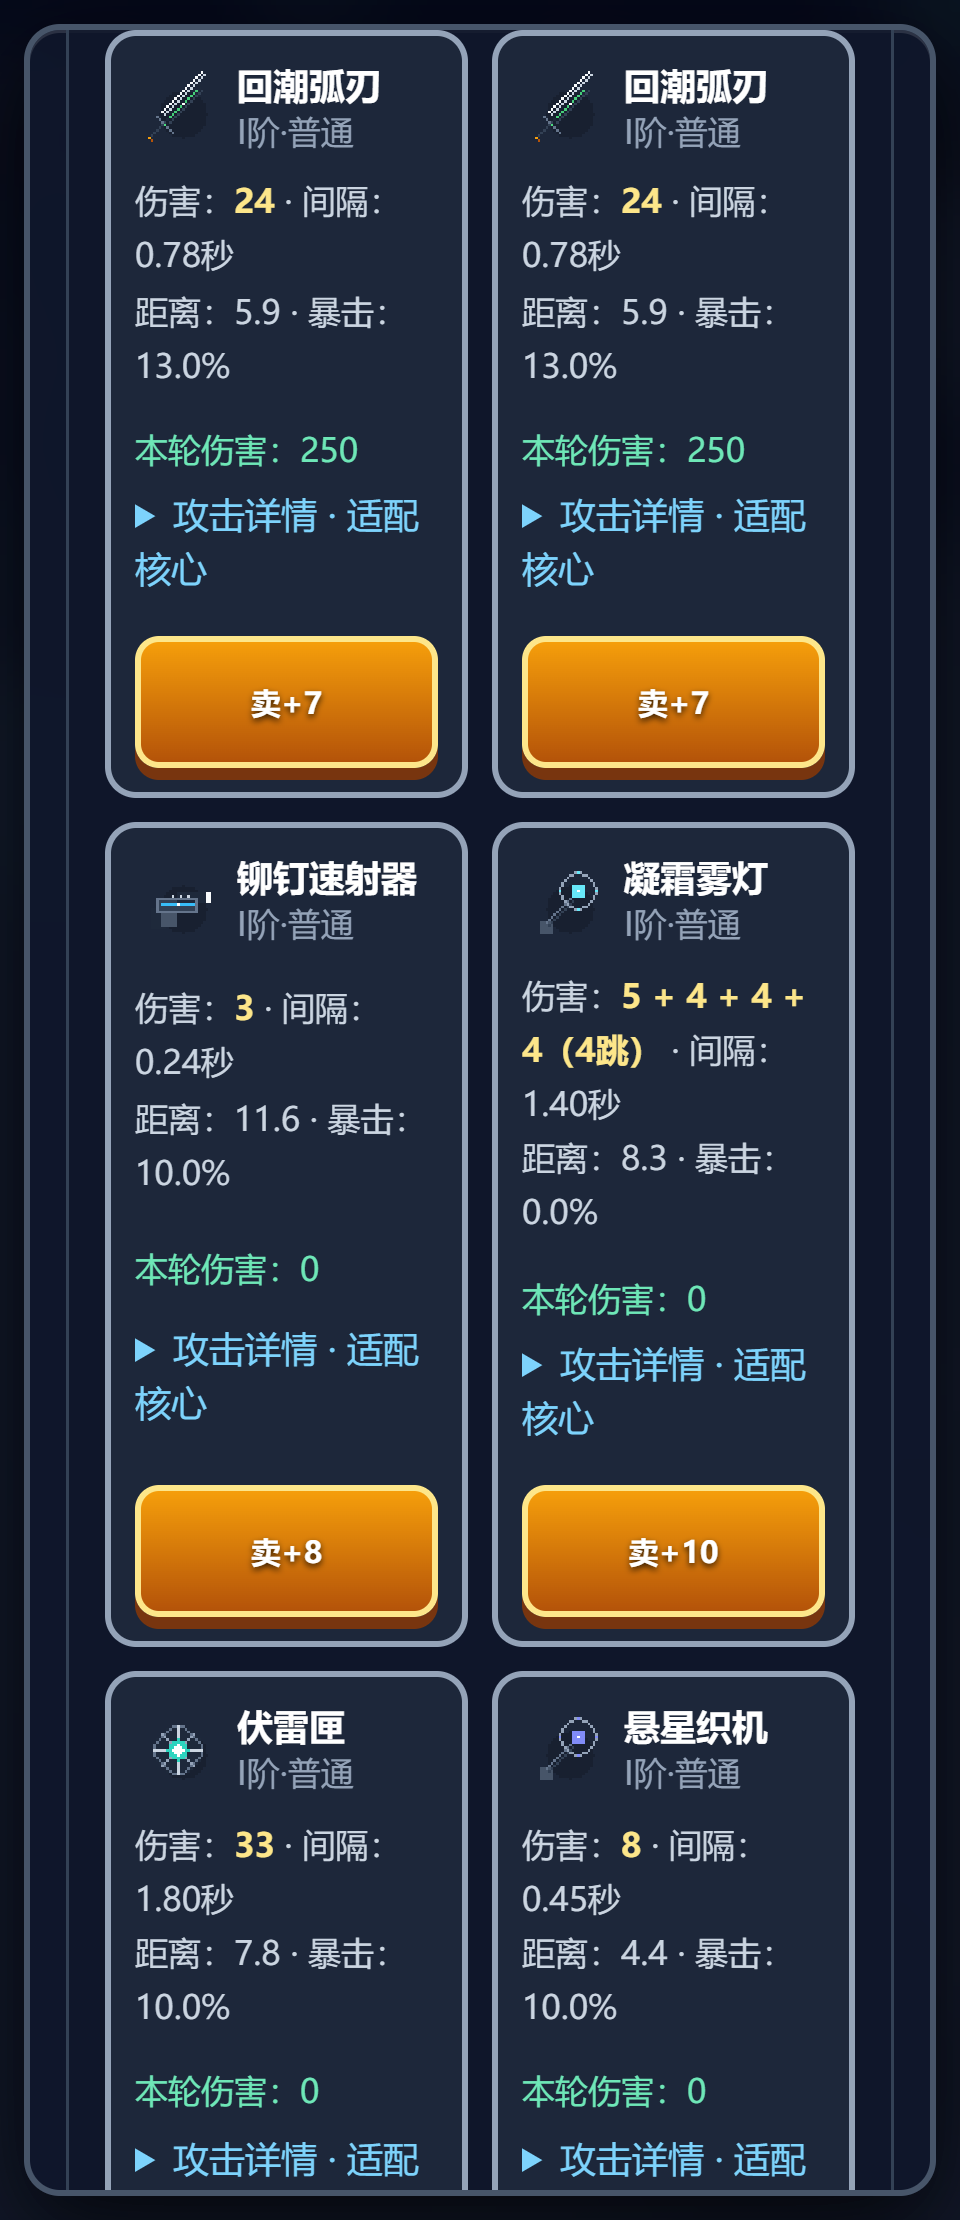 回潮弧刃
I阶·普通
伤害：24 · 间隔：
0.78秒
距离：5.9 · 暴击：
13.0%
本轮伤害：250
▶ 攻击详情 · 适配
核心
卖+7
回潮弧刃
I阶·普通
伤害：24 · 间隔：
0.78秒
距离：5.9 · 暴击：
13.0%
本轮伤害：250
▶ 攻击详情 · 适配
核心
卖+7
铆钉速射器
I阶·普通
伤害：3 · 间隔：
0.24秒
距离：11.6 · 暴击：
10.0%
本轮伤害：0
▶ 攻击详情 · 适配
核心
卖+8
凝霜雾灯
I阶·普通
伤害：5 + 4 + 4 +
4（4跳） · 间隔：
1.40秒
距离：8.3 · 暴击：
0.0%
本轮伤害：0
▶ 攻击详情 · 适配
核心
卖+10
伏雷匣
I阶·普通
伤害：33 · 间隔：
1.80秒
距离：7.8 · 暴击：
10.0%
本轮伤害：0
▶ 攻击详情 · 适配
悬星织机
I阶·普通
伤害：8 · 间隔：
0.45秒
距离：4.4 · 暴击：
10.0%
本轮伤害：0
▶ 攻击详情 · 适配